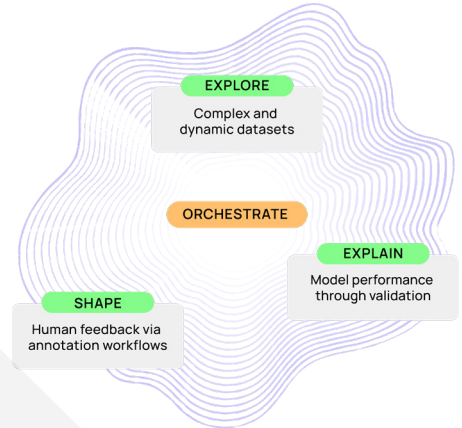 EXPLORE
Complex and
dynamic datasets
ORCHESTRATE
EXPLAIN
Model performance
through validation
SHAPE
Human feedback via
annotation workflows